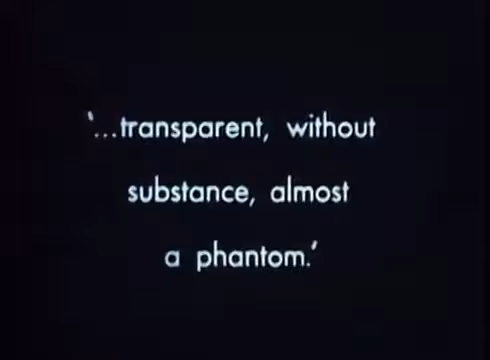 ‛...transparent, without
substance, almost
a phantom.’